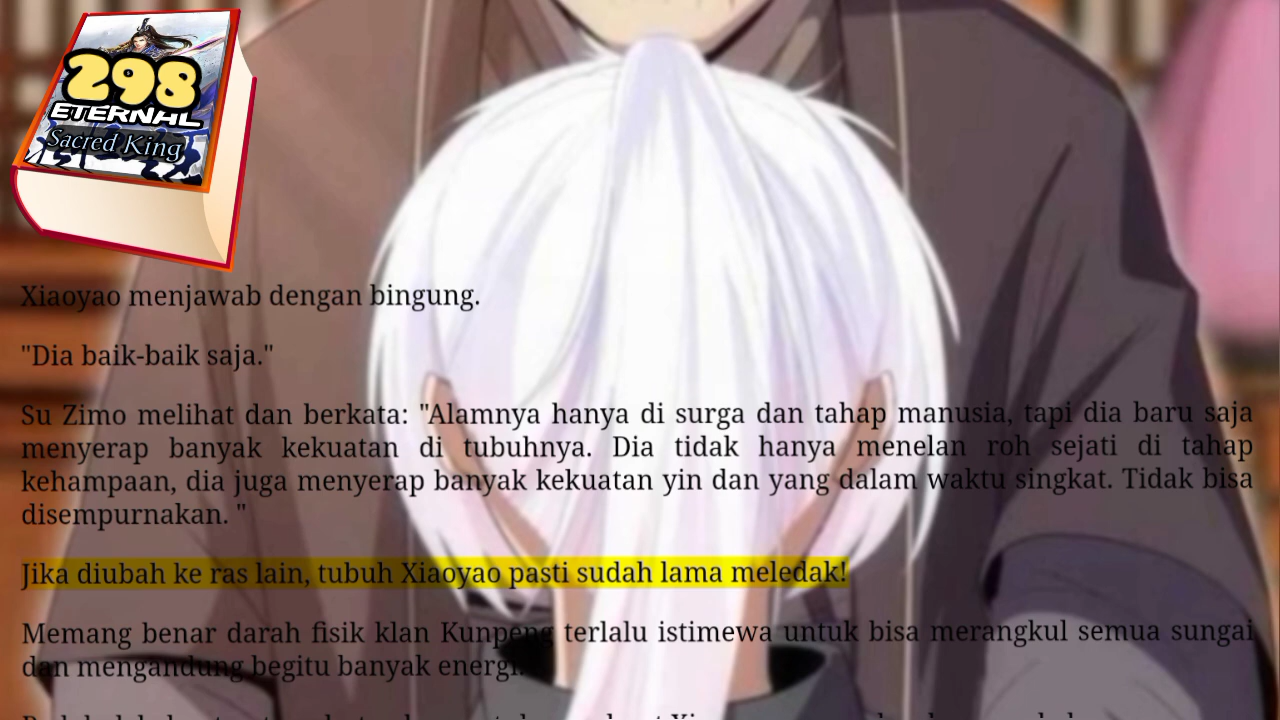 298
ETERNAL
Sacred King
Xiaoyao menjawab dengan bingung.
"Dia baik-baik saja."
Su Zimo melihat dan berkata: "Alamnya hanya di surga dan tahap manusia, tapi dia baru saja
menyerap banyak kekuatan di tubuhnya. Dia tidak hanya menelan roh sejati di tahap
kehampaan, dia juga menyerap banyak kekuatan yin dan yang dalam waktu singkat. Tidak bisa
disempurnakan. "
Jika diubah ke ras lain, tubuh Xiaoyao pasti sudah lama meledak!
Memang benar darah fisik klan Kunpeng terlalu istimewa untuk bisa merangkul semua sungai
dan mengandung begitu banyak energi.